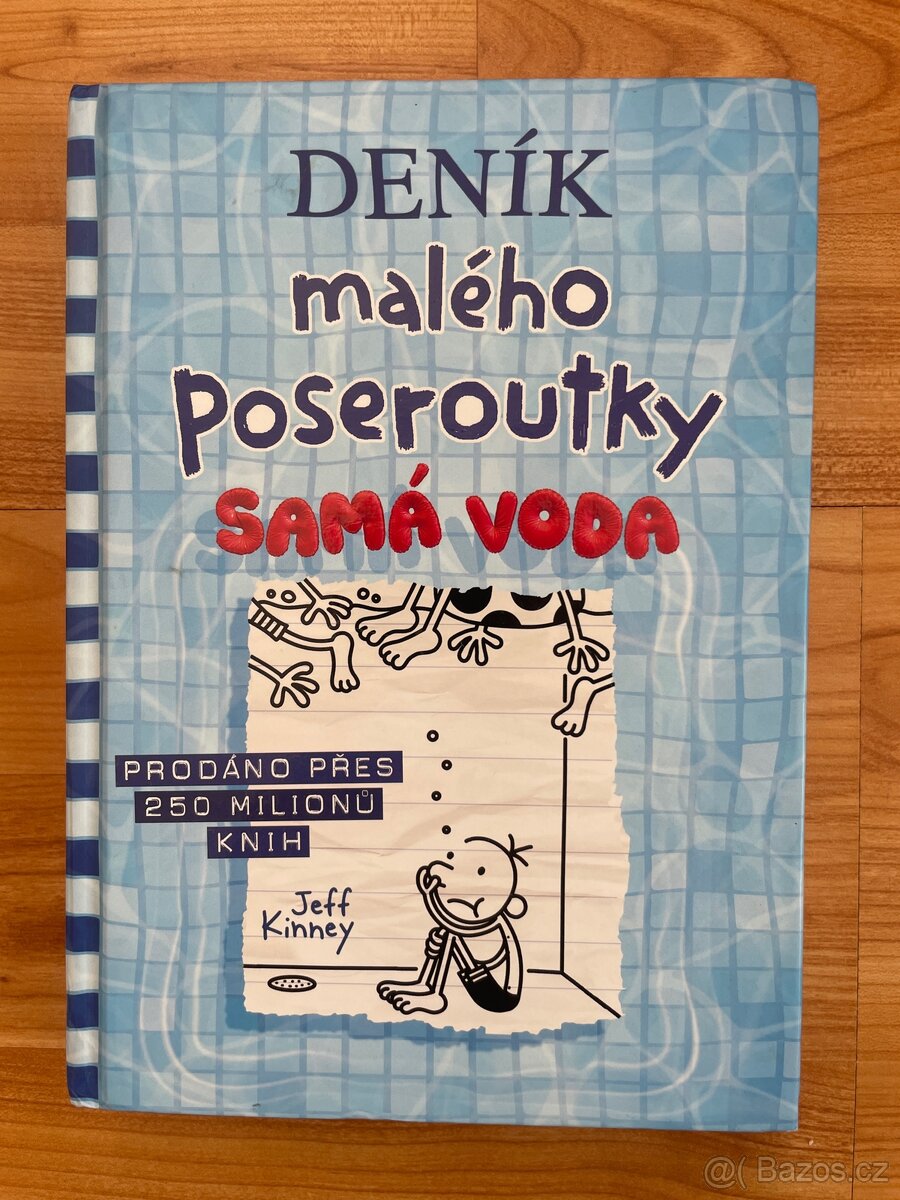 DENÍK
malého
poseroutky
SAMÁ VODA
PRODÁNO PŘES
250 MILIONŮ
KNIH
Jeff
Kinney
@( Bazos.cz